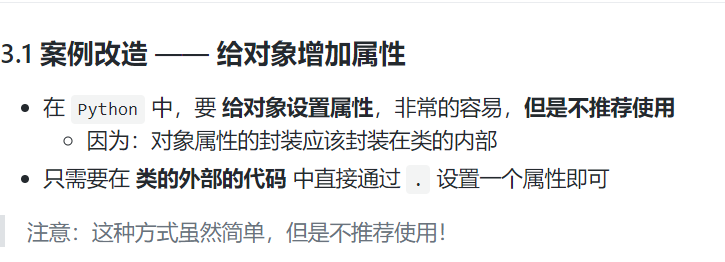 3.1 案例改造 —— 给对象增加属性
在 Python 中，要 给对象设置属性，非常的容易，但是不推荐使用
因为：对象属性的封装应该封装在类的内部
只需要在 类的外部的代码 中直接通过 . 设置一个属性即可
注意：这种方式虽然简单，但是不推荐使用！